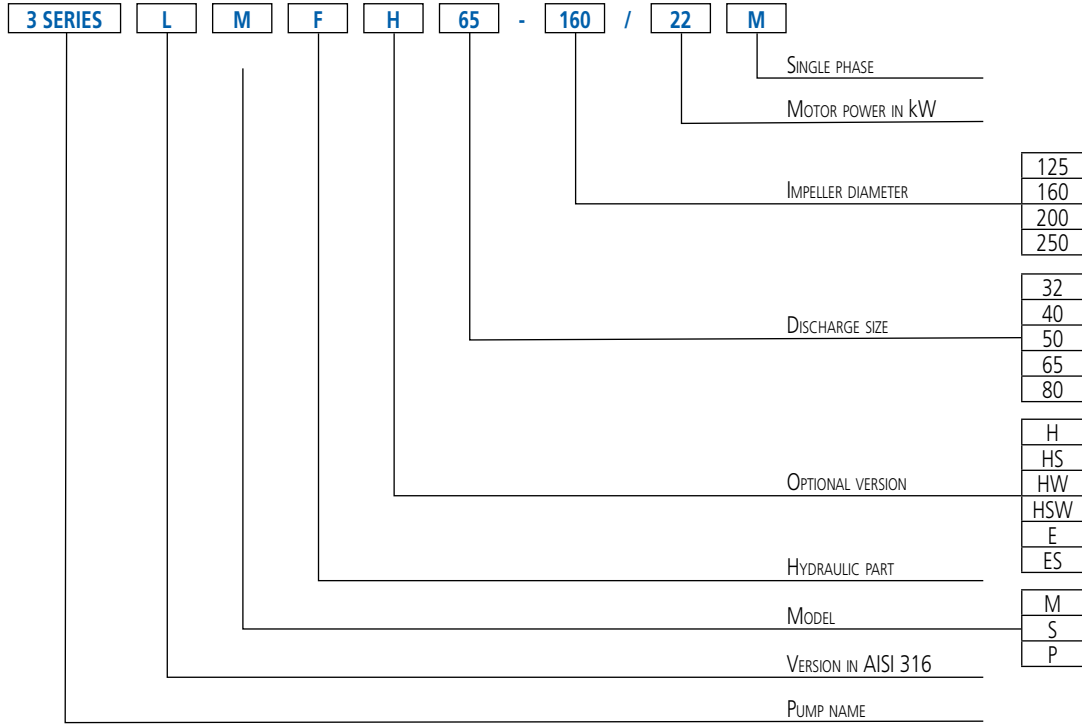 3 SERIES L M F H 65 - 160 / 22 M
SINGLE PHASE
MOTOR POWER IN kW
125
IMPELLER DIAMETER 160
200
250
32
40
DISCHARGE SIZE 50
65
80
H
HS
OPTIONAL VERSION HW
HSW
E
ES
HYDRAULIC PART
M
MODEL S
P
VERSION IN AISI 316
PUMP NAME